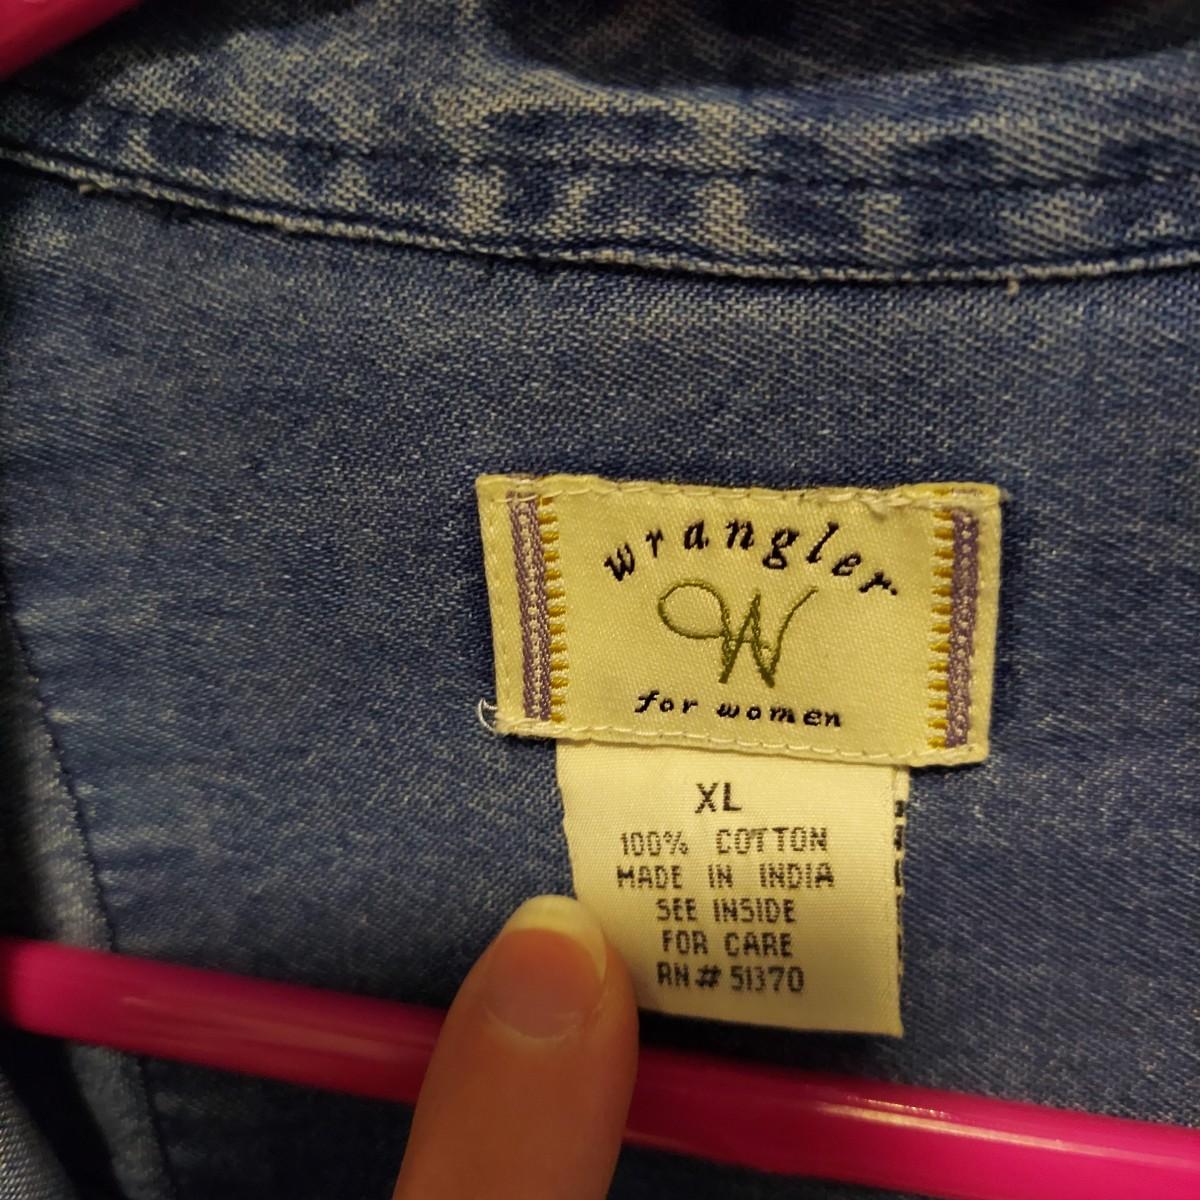 wrangler
W
for women
XL
100% COTTON
MADE IN INDIA
SEE INSIDE
FOR CARE
RN# 51370